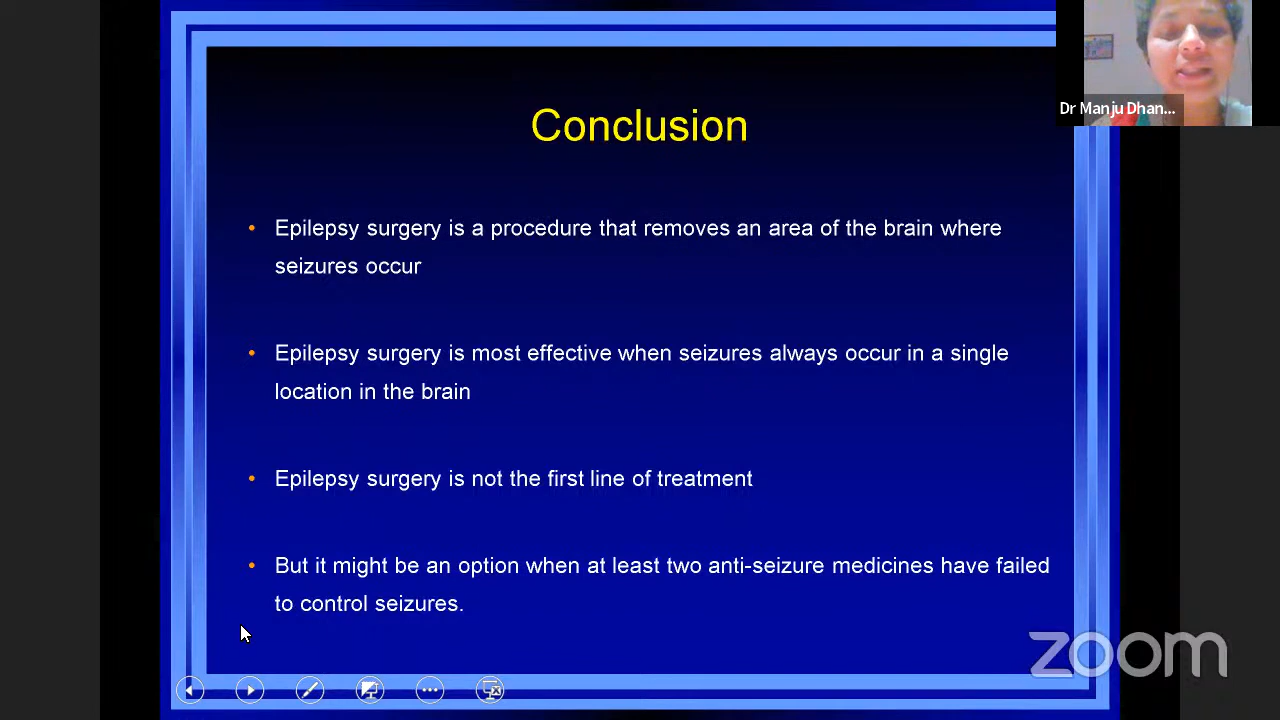 Dr Manju Dhan...
Conclusion
• Epilepsy surgery is a procedure that removes an area of the brain where
seizures occur
• Epilepsy surgery is most effective when seizures always occur in a single
location in the brain
• Epilepsy surgery is not the first line of treatment
• But it might be an option when at least two anti-seizure medicines have failed
to control seizures.
zoom